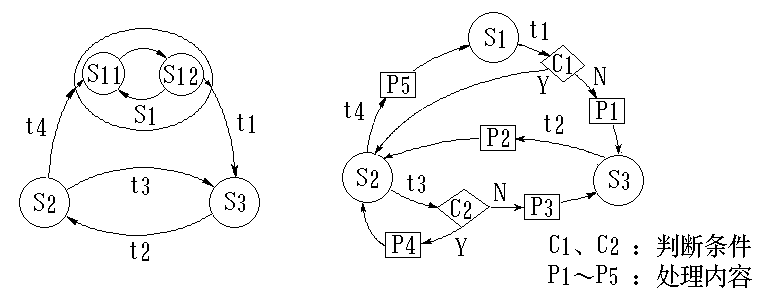 S11 S12
S1
t4 t1
S2 t3 S3
t2
S1 t1
C1
P5 Y N
t4 P1
P2 t2
S2 t3 S3
C2 N P3
P4 Y
C1、C2 ：判断条件
P1～P5 ：处理内容